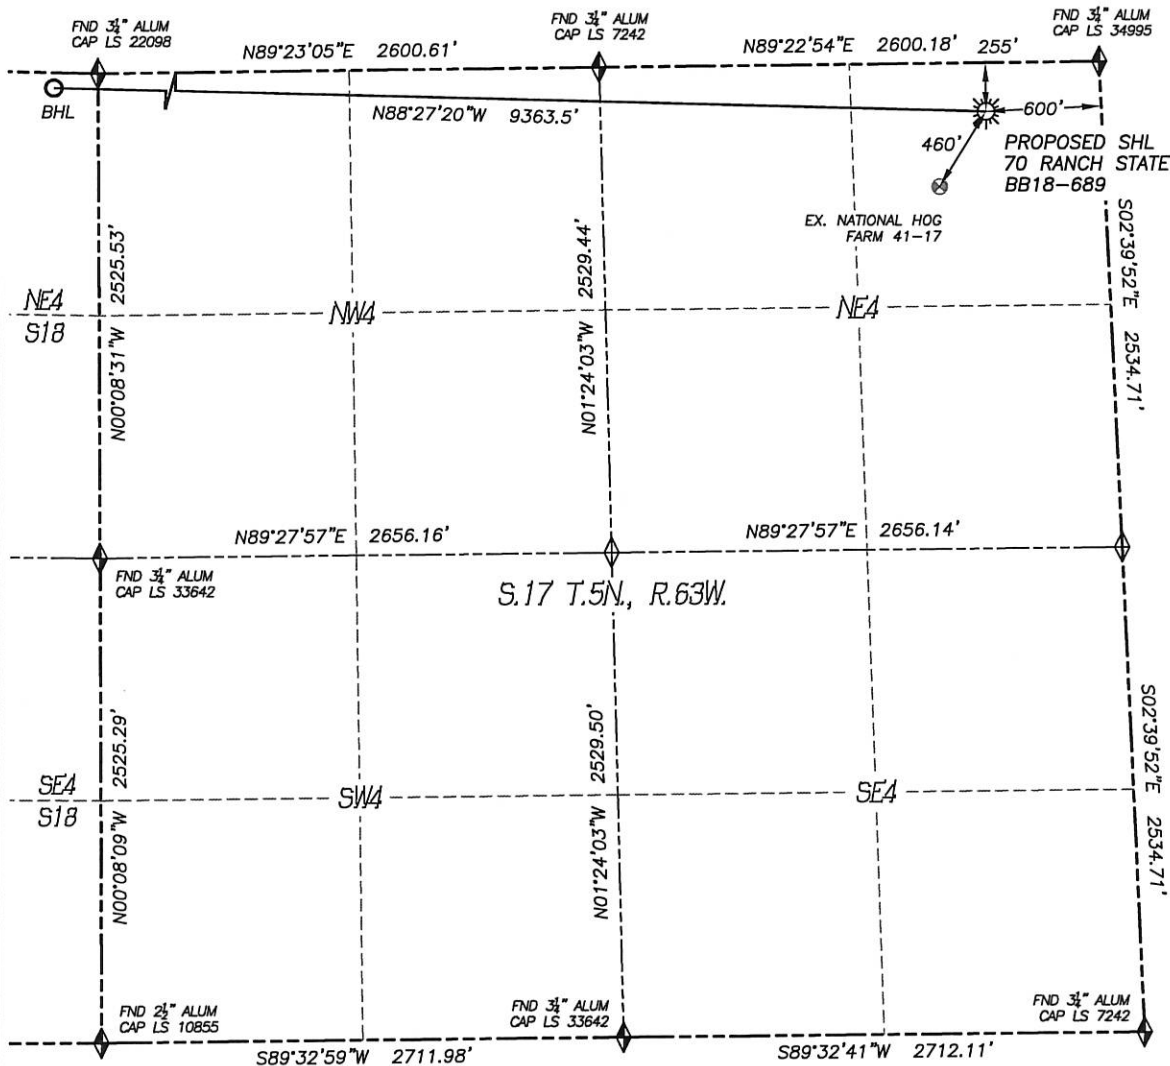 FND 3¼" ALUM
CAP LS 22098
FND 3¼" ALUM
CAP LS 7242
FND 3¼" ALUM
CAP LS 34995
N89°23'05"E 2600.61'
N89°22'54"E 2600.18'
255'
BHL
N88°27'20"W 9363.5'
600'
460'
PROPOSED SHL
70 RANCH STATE
BB18-689
EX. NATIONAL HOG
FARM 41-17
N00°08'31"W 2525.53'
N01°24'03"W 2529.44'
S02°39'52"E 2534.71'
NE4
S18
NW4
NE4
N89°27'57"E 2656.16'
N89°27'57"E 2656.14'
FND 3¼" ALUM
CAP LS 33642
S.17 T.5N., R.63W.
N00°08'09"W 2525.29'
N01°24'03"W 2529.50'
S02°39'52"E 2534.71'
SE4
S18
SW4
SE4
FND 2½" ALUM
CAP LS 10855
FND 3¼" ALUM
CAP LS 33642
FND 3¼" ALUM
CAP LS 7242
S89°32'59"W 2711.98'
S89°32'41"W 2712.11'